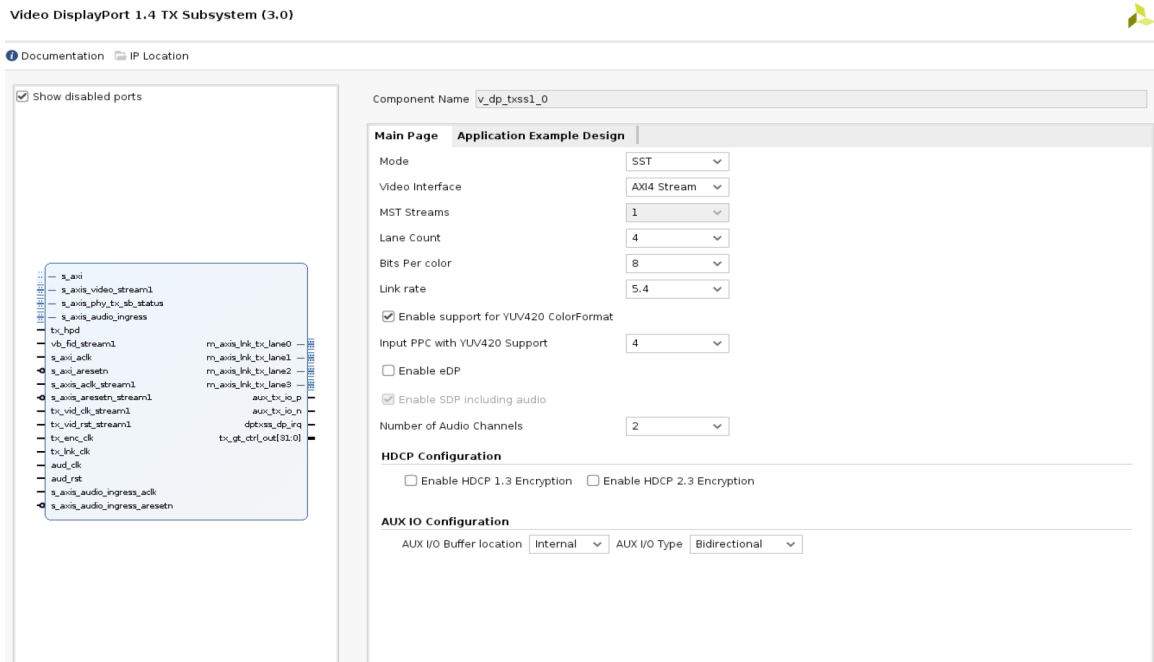 Video DisplayPort 1.4 TX Subsystem (3.0)
Documentation IP Location
Show disabled ports
s_axi
s_axis_video_stream1
s_axis_phy_tx_sb_status
s_axis_audio_ingress
tx_hpd
vb_fid_stream1
s_axi_aclk
s_axi_aresetn
s_axis_aclk_stream1
s_axis_aresetn_stream1
tx_vid_clk_stream1
tx_vid_rst_stream1
tx_enc_clk
tx_lnk_clk
aud_clk
aud_rst
s_axis_audio_ingress_aclk
s_axis_audio_ingress_aresetn
m_axis_lnk_tx_lane0
m_axis_lnk_tx_lane1
m_axis_lnk_tx_lane2
m_axis_lnk_tx_lane3
aux_tx_io_p
aux_tx_io_n
dptxss_dp_irq
tx_gt_ctrl_out[31:0]
Component Name v_dp_txss1_0
Main Page Application Example Design
Mode SST
Video Interface AXI4 Stream
MST Streams 1
Lane Count 4
Bits Per color 8
Link rate 5.4
Enable support for YUV420 ColorFormat
Input PPC with YUV420 Support 4
Enable eDP
Enable SDP including audio
Number of Audio Channels 2
HDCP Configuration
Enable HDCP 1.3 Encryption Enable HDCP 2.3 Encryption
AUX IO Configuration
AUX I/O Buffer location Internal AUX I/O Type Bidirectional